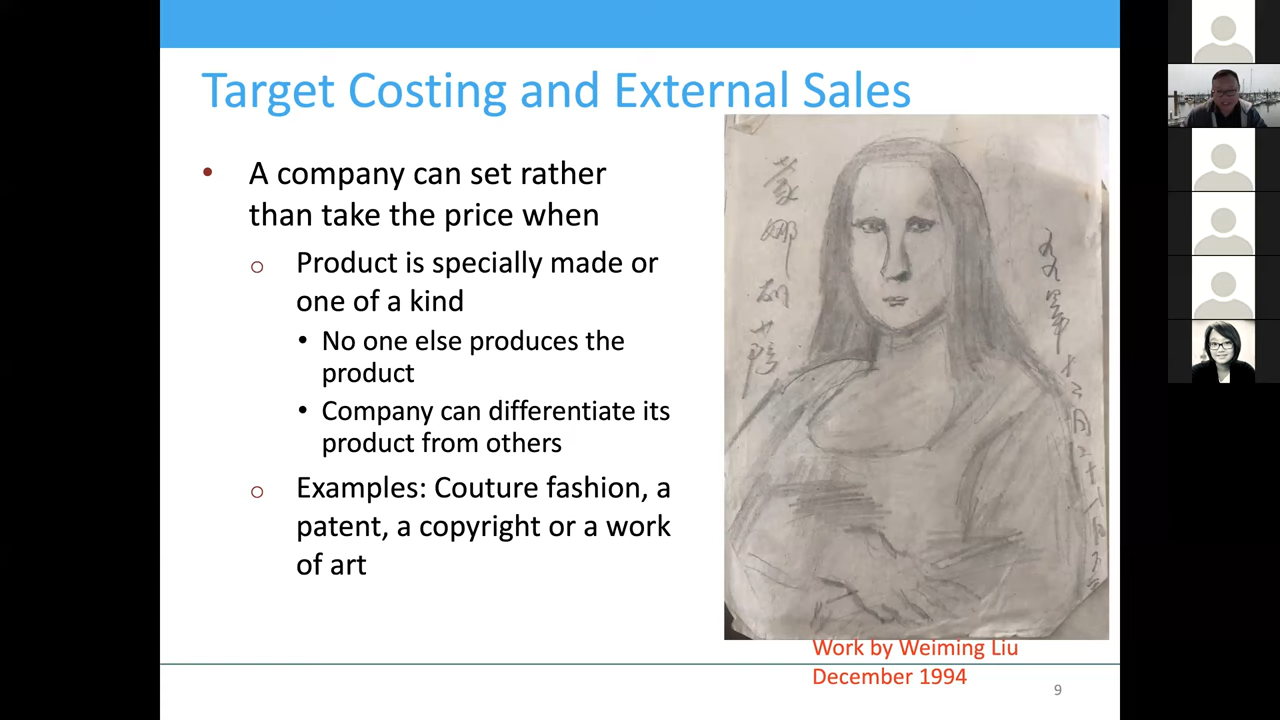 Target Costing and External Sales
• A company can set rather
than take the price when
o Product is specially made or
one of a kind
• No one else produces the
product
• Company can differentiate its
product from others
o Examples: Couture fashion, a
patent, a copyright or a work
of art
蒙
娜
Work by Weiming Liu
December 1994
9